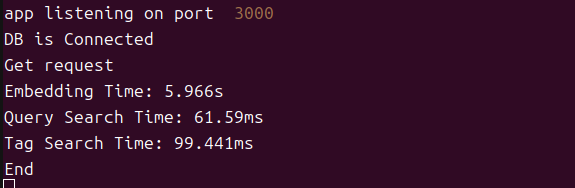 app listening on port  3000
DB is Connected
Get request
Embedding Time: 5.966s
Query Search Time: 61.59ms
Tag Search Time: 99.441ms
End